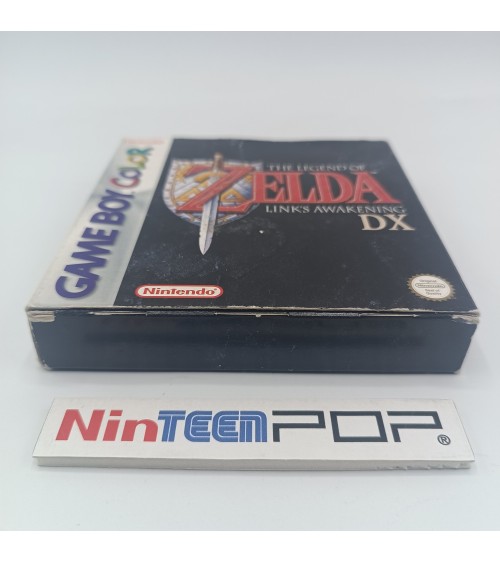 GAME BOY COLOR
THE LEGEND OF
ZELDA
LINK'S AWAKENING
DX
Nintendo
NinTEENPOP®